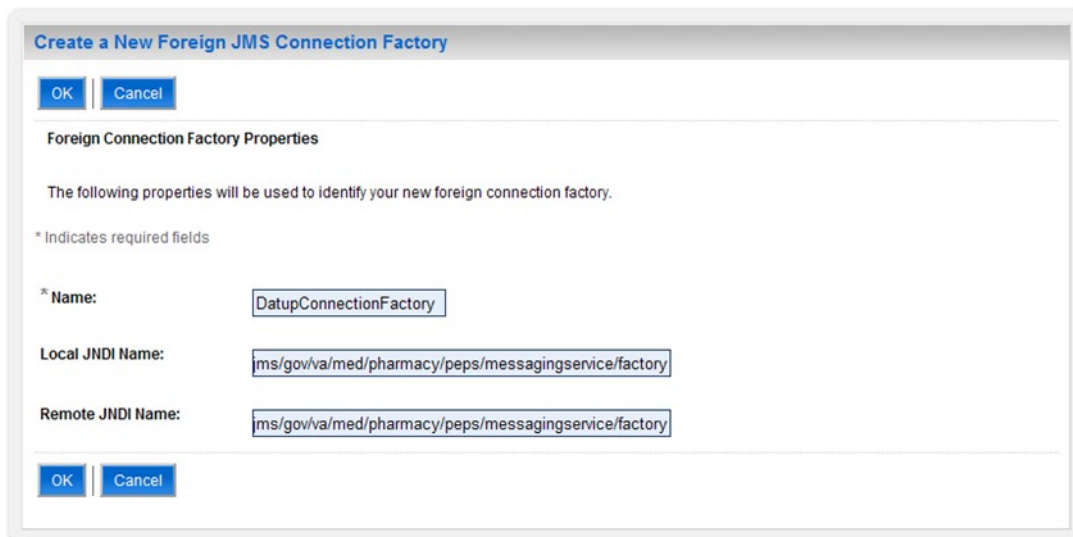 Create a New Foreign JMS Connection Factory
OK Cancel
Foreign Connection Factory Properties
The following properties will be used to identify your new foreign connection factory.
* Indicates required fields
* Name: DatupConnectionFactory
Local JNDI Name: jms/gov/va/med/pharmacy/peps/messagingservice/factory
Remote JNDI Name: jms/gov/va/med/pharmacy/peps/messagingservice/factory
OK Cancel